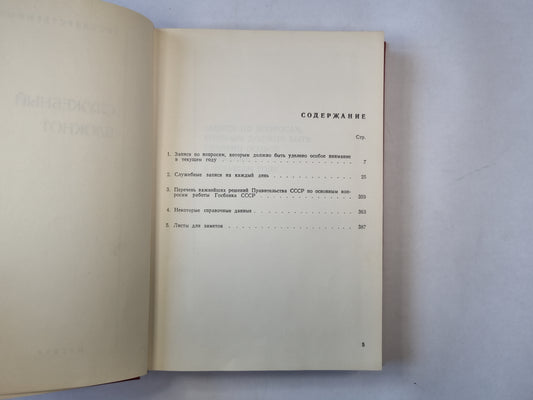 СОДЕРЖАНИЕ
Стр.
1. Записи по вопросам, которым должно быть уделено особое внимание
в текущем году . . . . . . . . . . . . . . . . . . . 7
2. Служебные записи на каждый день . . . . . . . . . . . . . 25
3. Перечень важнейших решений Правительства СССР по основным воп-
росам работы Госбанка СССР . . . . . . . . . . . . . . . 353
4. Некоторые справочные данные . . . . . . . . . . . . . . . 363
5. Листы для заметок . . . . . . . . . . . . . . . . . . . 387
5